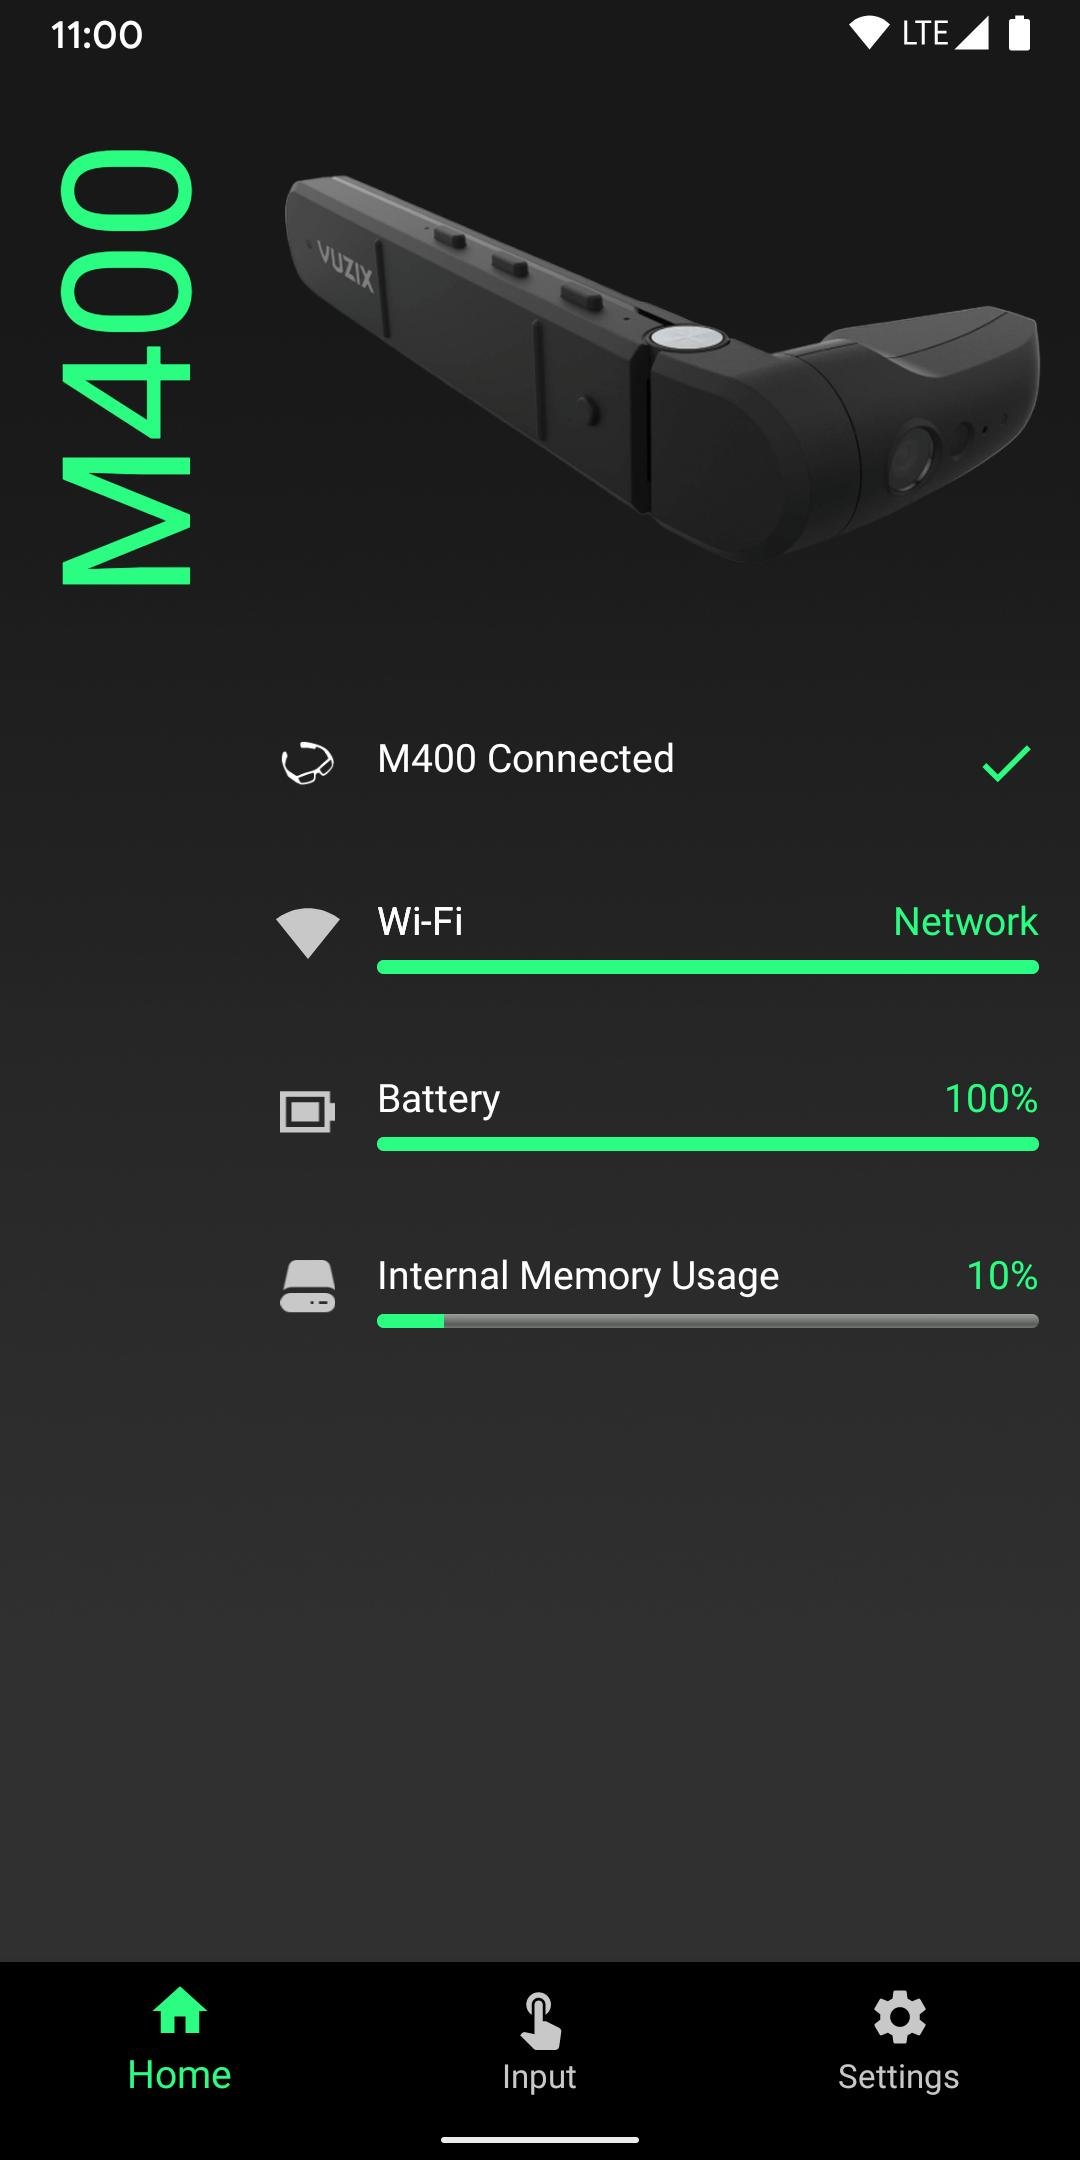 11:00
LTE
M400
VUZIX
M400 Connected
Wi-Fi
Network
Battery
100%
Internal Memory Usage
10%
Home
Input
Settings